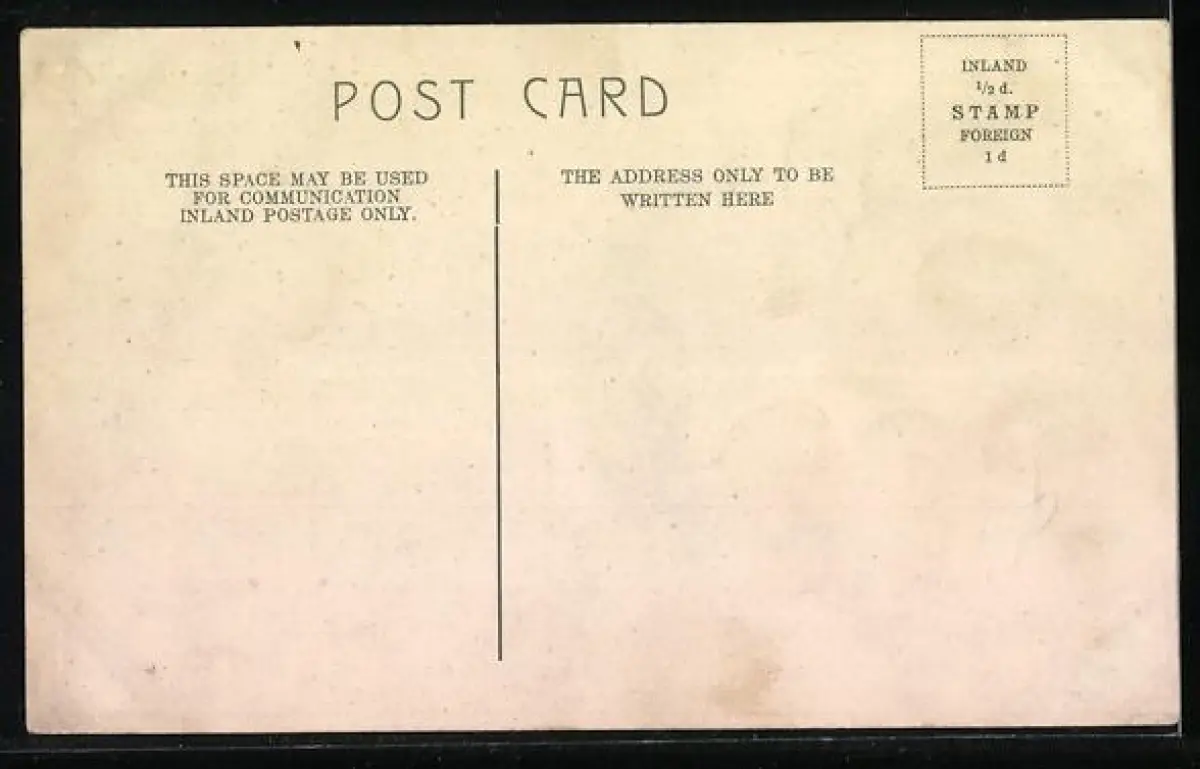 POST CARD
INLAND
½ d.
STAMP
FOREIGN
1 d
THIS SPACE MAY BE USED
FOR COMMUNICATION
INLAND POSTAGE ONLY.
THE ADDRESS ONLY TO BE
WRITTEN HERE